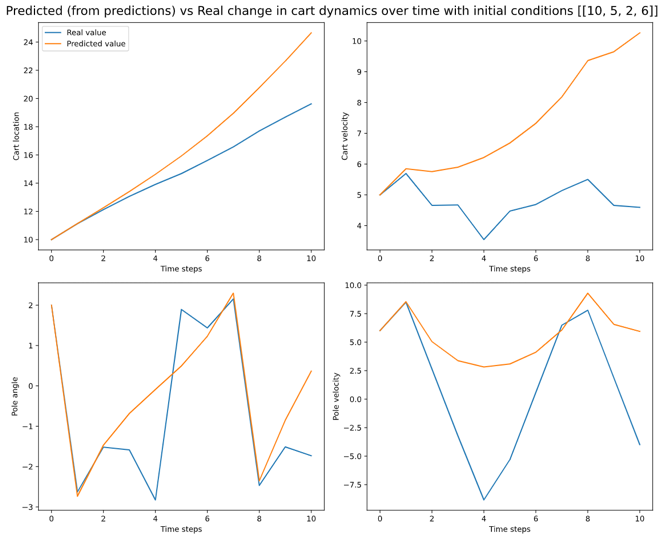 Predicted (from predictions) vs Real change in cart dynamics over time with initial conditions [[10, 5, 2, 6]]
Real value
Predicted value
24
22
20
18
16
14
12
10
Cart location
0 2 4 6 8 10
Time steps
10
9
8
7
6
5
4
Cart velocity
0 2 4 6 8 10
Time steps
2
1
0
−1
−2
−3
Pole angle
0 2 4 6 8 10
Time steps
10.0
7.5
5.0
2.5
0.0
−2.5
−5.0
−7.5
Pole velocity
0 2 4 6 8 10
Time steps